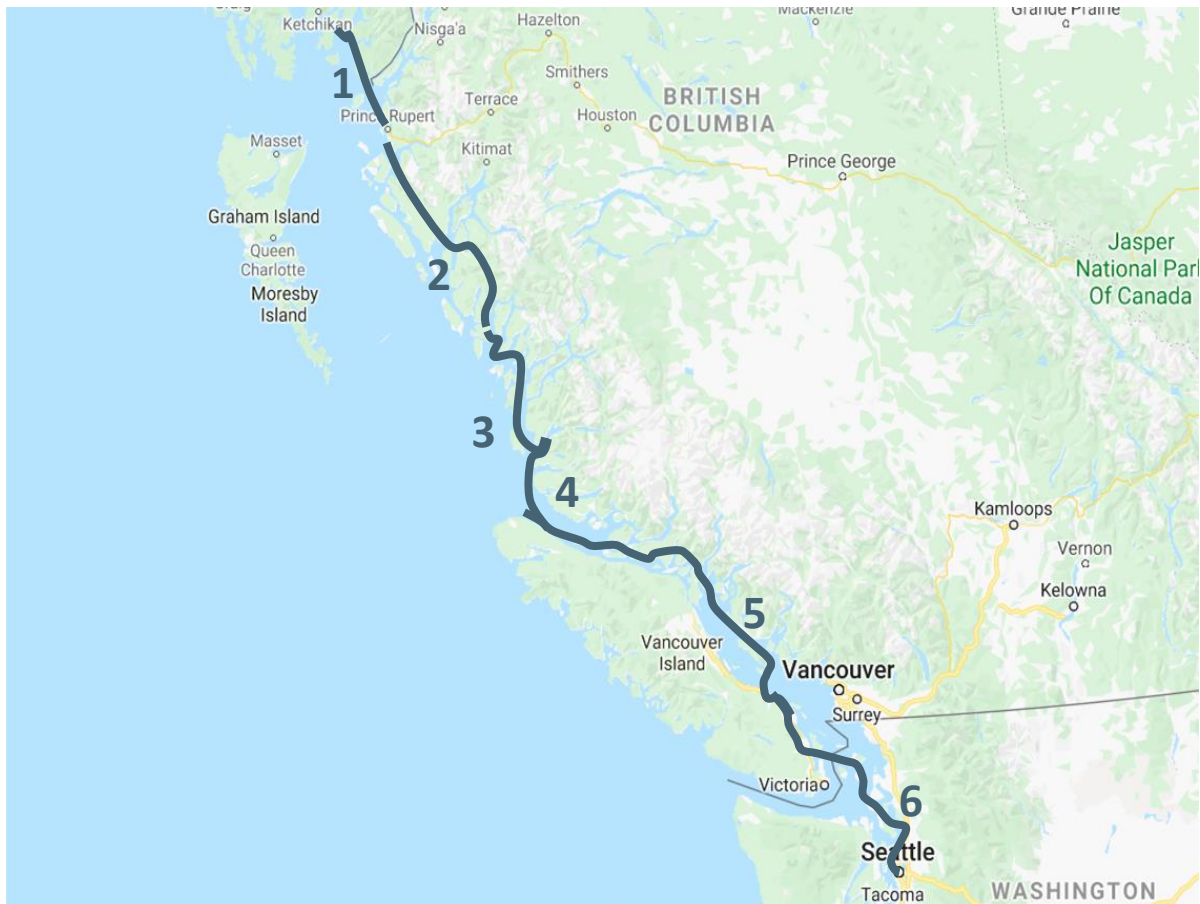 Ketchikan
Nisga'a
Hazelton
Mackenzie
Grande Prairie
Smithers
1
Terrace
Houston
BRITISH
COLUMBIA
Prince Rupert
Masset
Kitimat
Prince George
Graham Island
Queen
Charlotte
Moresby
Island
2
Jasper
National Park
Of Canada
3
4
Kamloops
Vernon
Kelowna
5
Vancouver
Island
Vancouver
Surrey
Victoria
6
Seattle
Tacoma
WASHINGTON